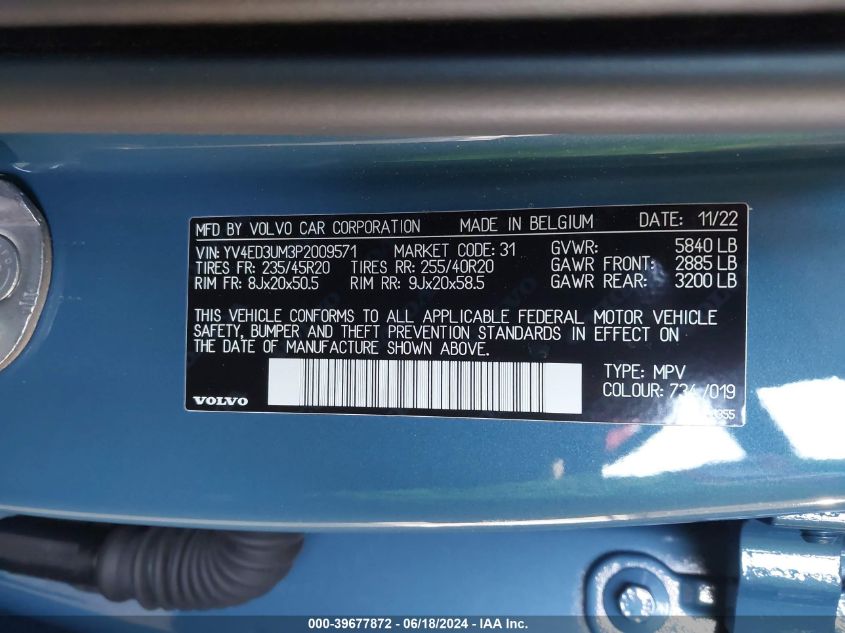 MFD BY VOLVO CAR CORPORATION MADE IN BELGIUM DATE: 11/22
VIN: YV4ED3UM3P2009571 MARKET CODE: 31 GVWR: 5840 LB
TIRES FR: 235/45R20 TIRES RR: 255/40R20 GAWR FRONT: 2885 LB
RIM FR: 8Jx20x50.5 RIM RR: 9Jx20x58.5 GAWR REAR: 3200 LB
THIS VEHICLE CONFORMS TO ALL APPLICABLE FEDERAL MOTOR VEHICLE
SAFETY, BUMPER AND THEFT PREVENTION STANDARDS IN EFFECT ON
THE DATE OF MANUFACTURE SHOWN ABOVE.
TYPE: MPV
COLOUR: 734/019
VOLVO
000-39677872 - 06/18/2024 - IAA Inc.